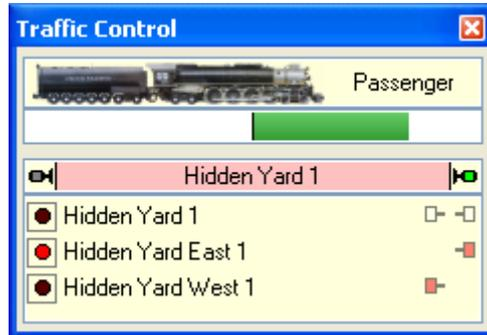 Traffic Control
Passenger
Hidden Yard 1
Hidden Yard 1
Hidden Yard East 1
Hidden Yard West 1